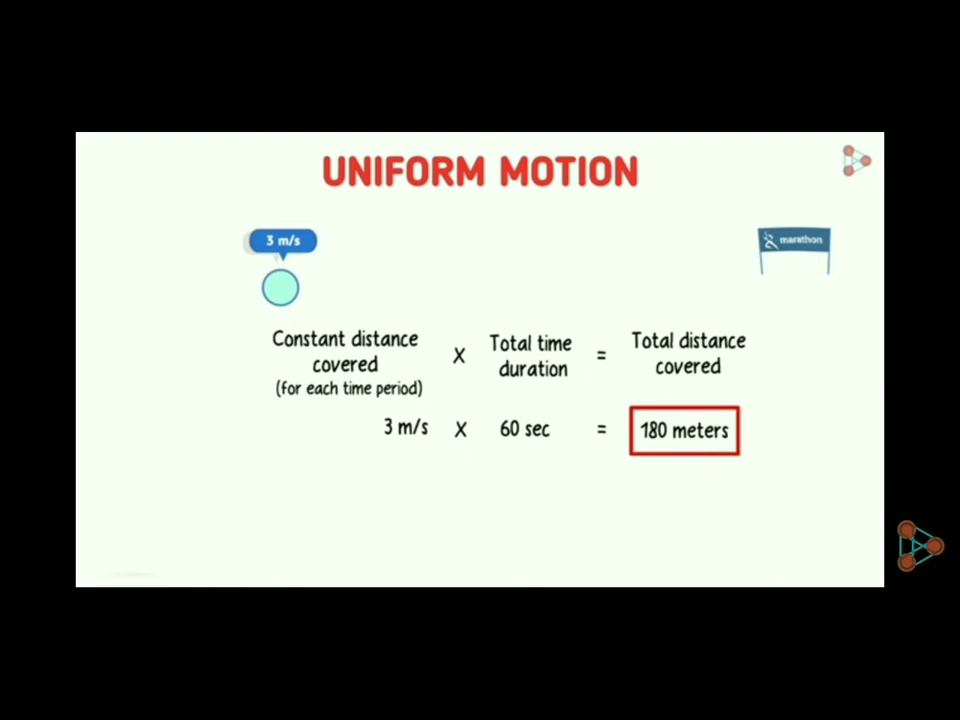 UNIFORM MOTION
3 m/s
marathon
Constant distance
covered
(for each time period)
X
Total time
duration
=
Total distance
covered
3 m/s X 60 sec = 180 meters